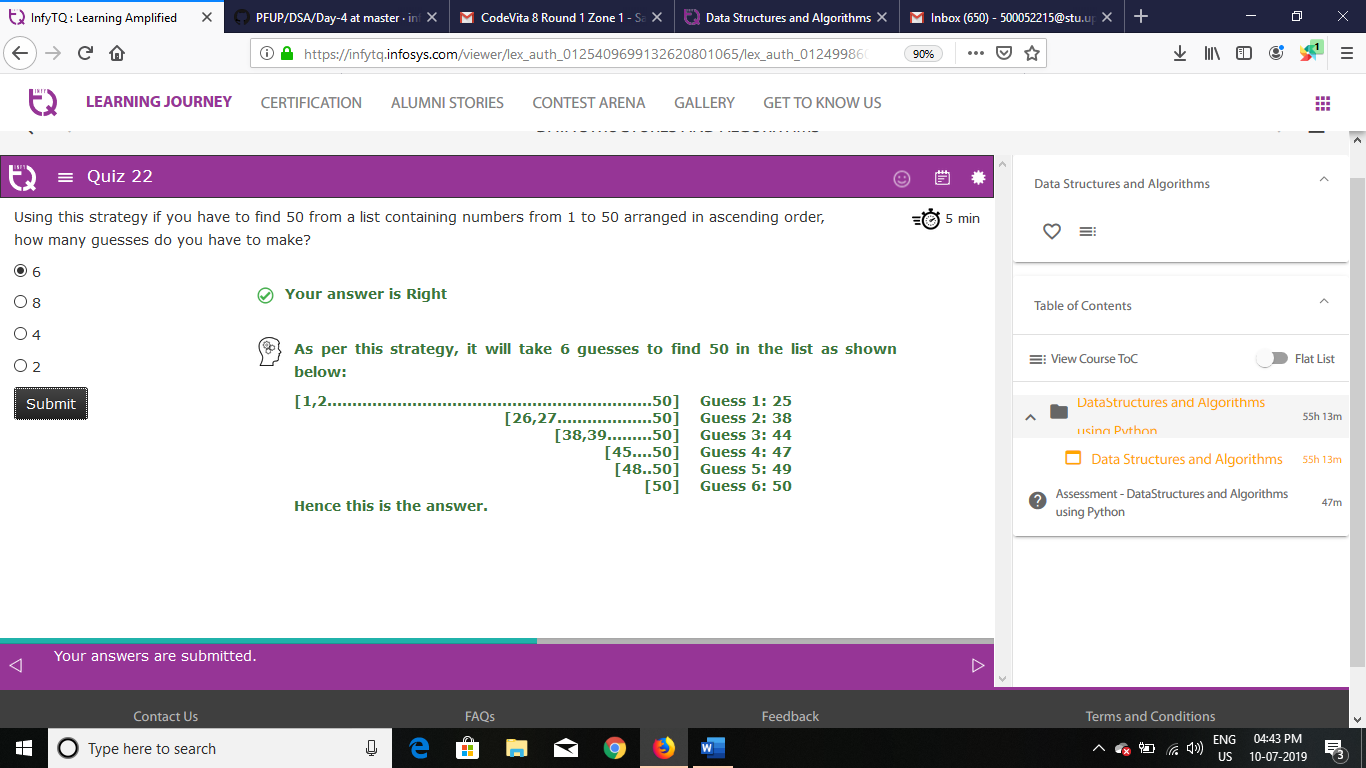 InfyTQ : Learning Amplified
PFUP/DSA/Day-4 at master · in
CodeVita 8 Round 1 Zone 1 - Sa
Data Structures and Algorithms
Inbox (650) - 500052215@stu.u
https://infytq.infosys.com/viewer/lex_auth_0125409699132620801065/lex_auth_01249986
90%
1
INFY
TQ
LEARNING JOURNEY
CERTIFICATION
ALUMNI STORIES
CONTEST ARENA
GALLERY
GET TO KNOW US
Quiz 22
Using this strategy if you have to find 50 from a list containing numbers from 1 to 50 arranged in ascending order,
how many guesses do you have to make?
5 min
6
8
4
2
Submit
Your answer is Right
As per this strategy, it will take 6 guesses to find 50 in the list as shown
below:
[1,2..........................................................50] Guess 1: 25
[26,27...................50] Guess 2: 38
[38,39.........50] Guess 3: 44
[45....50] Guess 4: 47
[48..50] Guess 5: 49
[50] Guess 6: 50
Hence this is the answer.
Your answers are submitted.
Data Structures and Algorithms
Table of Contents
View Course ToC
Flat List
DataStructures and Algorithms
using Python
55h 13m
Data Structures and Algorithms
55h 13m
Assessment - DataStructures and Algorithms
using Python
47m
Contact Us
FAQs
Feedback
Terms and Conditions
Type here to search
ENG
US
04:43 PM
10-07-2019
3